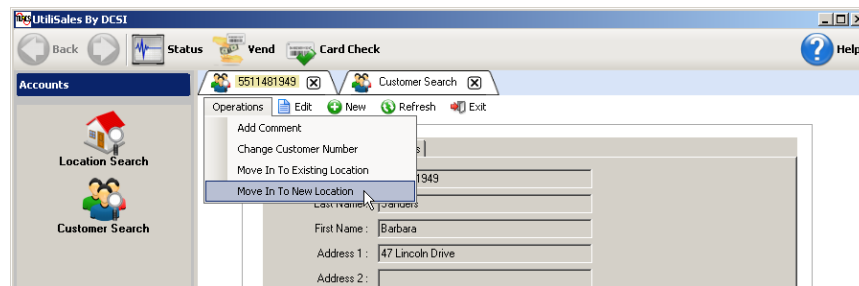 UtiliSales By DCSI
Back Status Vend Card Check Help
Accounts
5511481949 Customer Search
Operations Edit New Refresh Exit
Add Comment
Change Customer Number
Move In To Existing Location
Move In To New Location
Location Search
Customer Search
1949
Last Name: Sanders
First Name : Barbara
Address 1 : 47 Lincoln Drive
Address 2 :